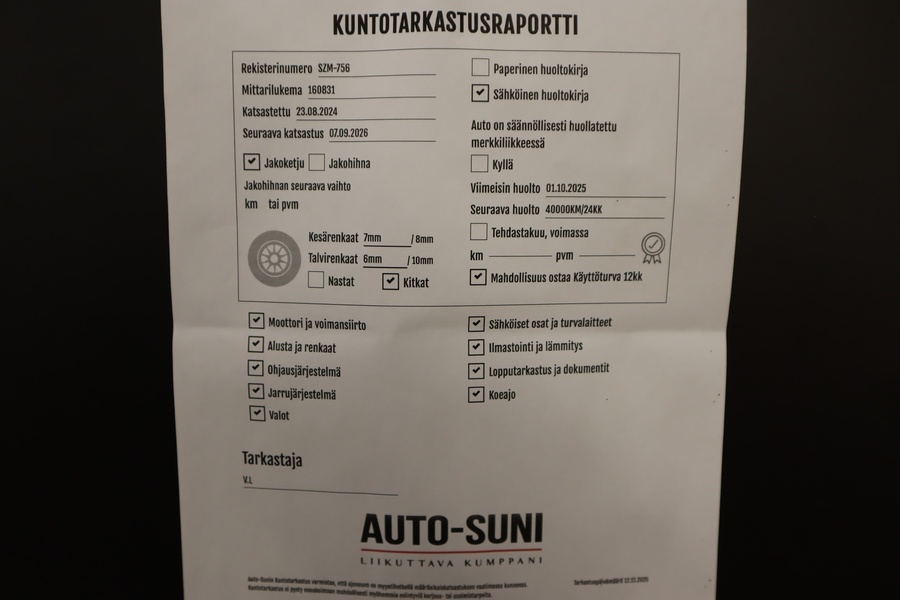 KUNTOTARKASTUSRAPORTTI
Rekisterinumero SZM-756
Mittarilukema 160831
Katsastettu 23.08.2024
Seuraava katsastus 07.09.2026
Jakoketju Jakohihna
Jakohihnan seuraava vaihto
km tai pvm
Kesärenkaat 7mm / 8mm
Talvirenkaat 6mm / 10mm
Nastat Kitkat
Paperinen huoltokirja
Sähköinen huoltokirja
Auto on säännöllisesti huollatettu
merkkiliikkeessä
Kyllä
Viimeisin huolto 01.10.2025
Seuraava huolto 40000KM/24KK
Tehdastakuu, voimassa
km pvm
Mahdollisuus ostaa Käyttöturva 12kk
Moottori ja voimansiirto
Alusta ja renkaat
Ohjausjärjestelmä
Jarrujärjestelmä
Valot
Sähköiset osat ja turvalaitteet
Ilmastointi ja lämmitys
Lopputarkastus ja dokumentit
Koeajo
Tarkastaja
V.L
AUTO-SUNI
LIIKUTTAVA KUMPPANI